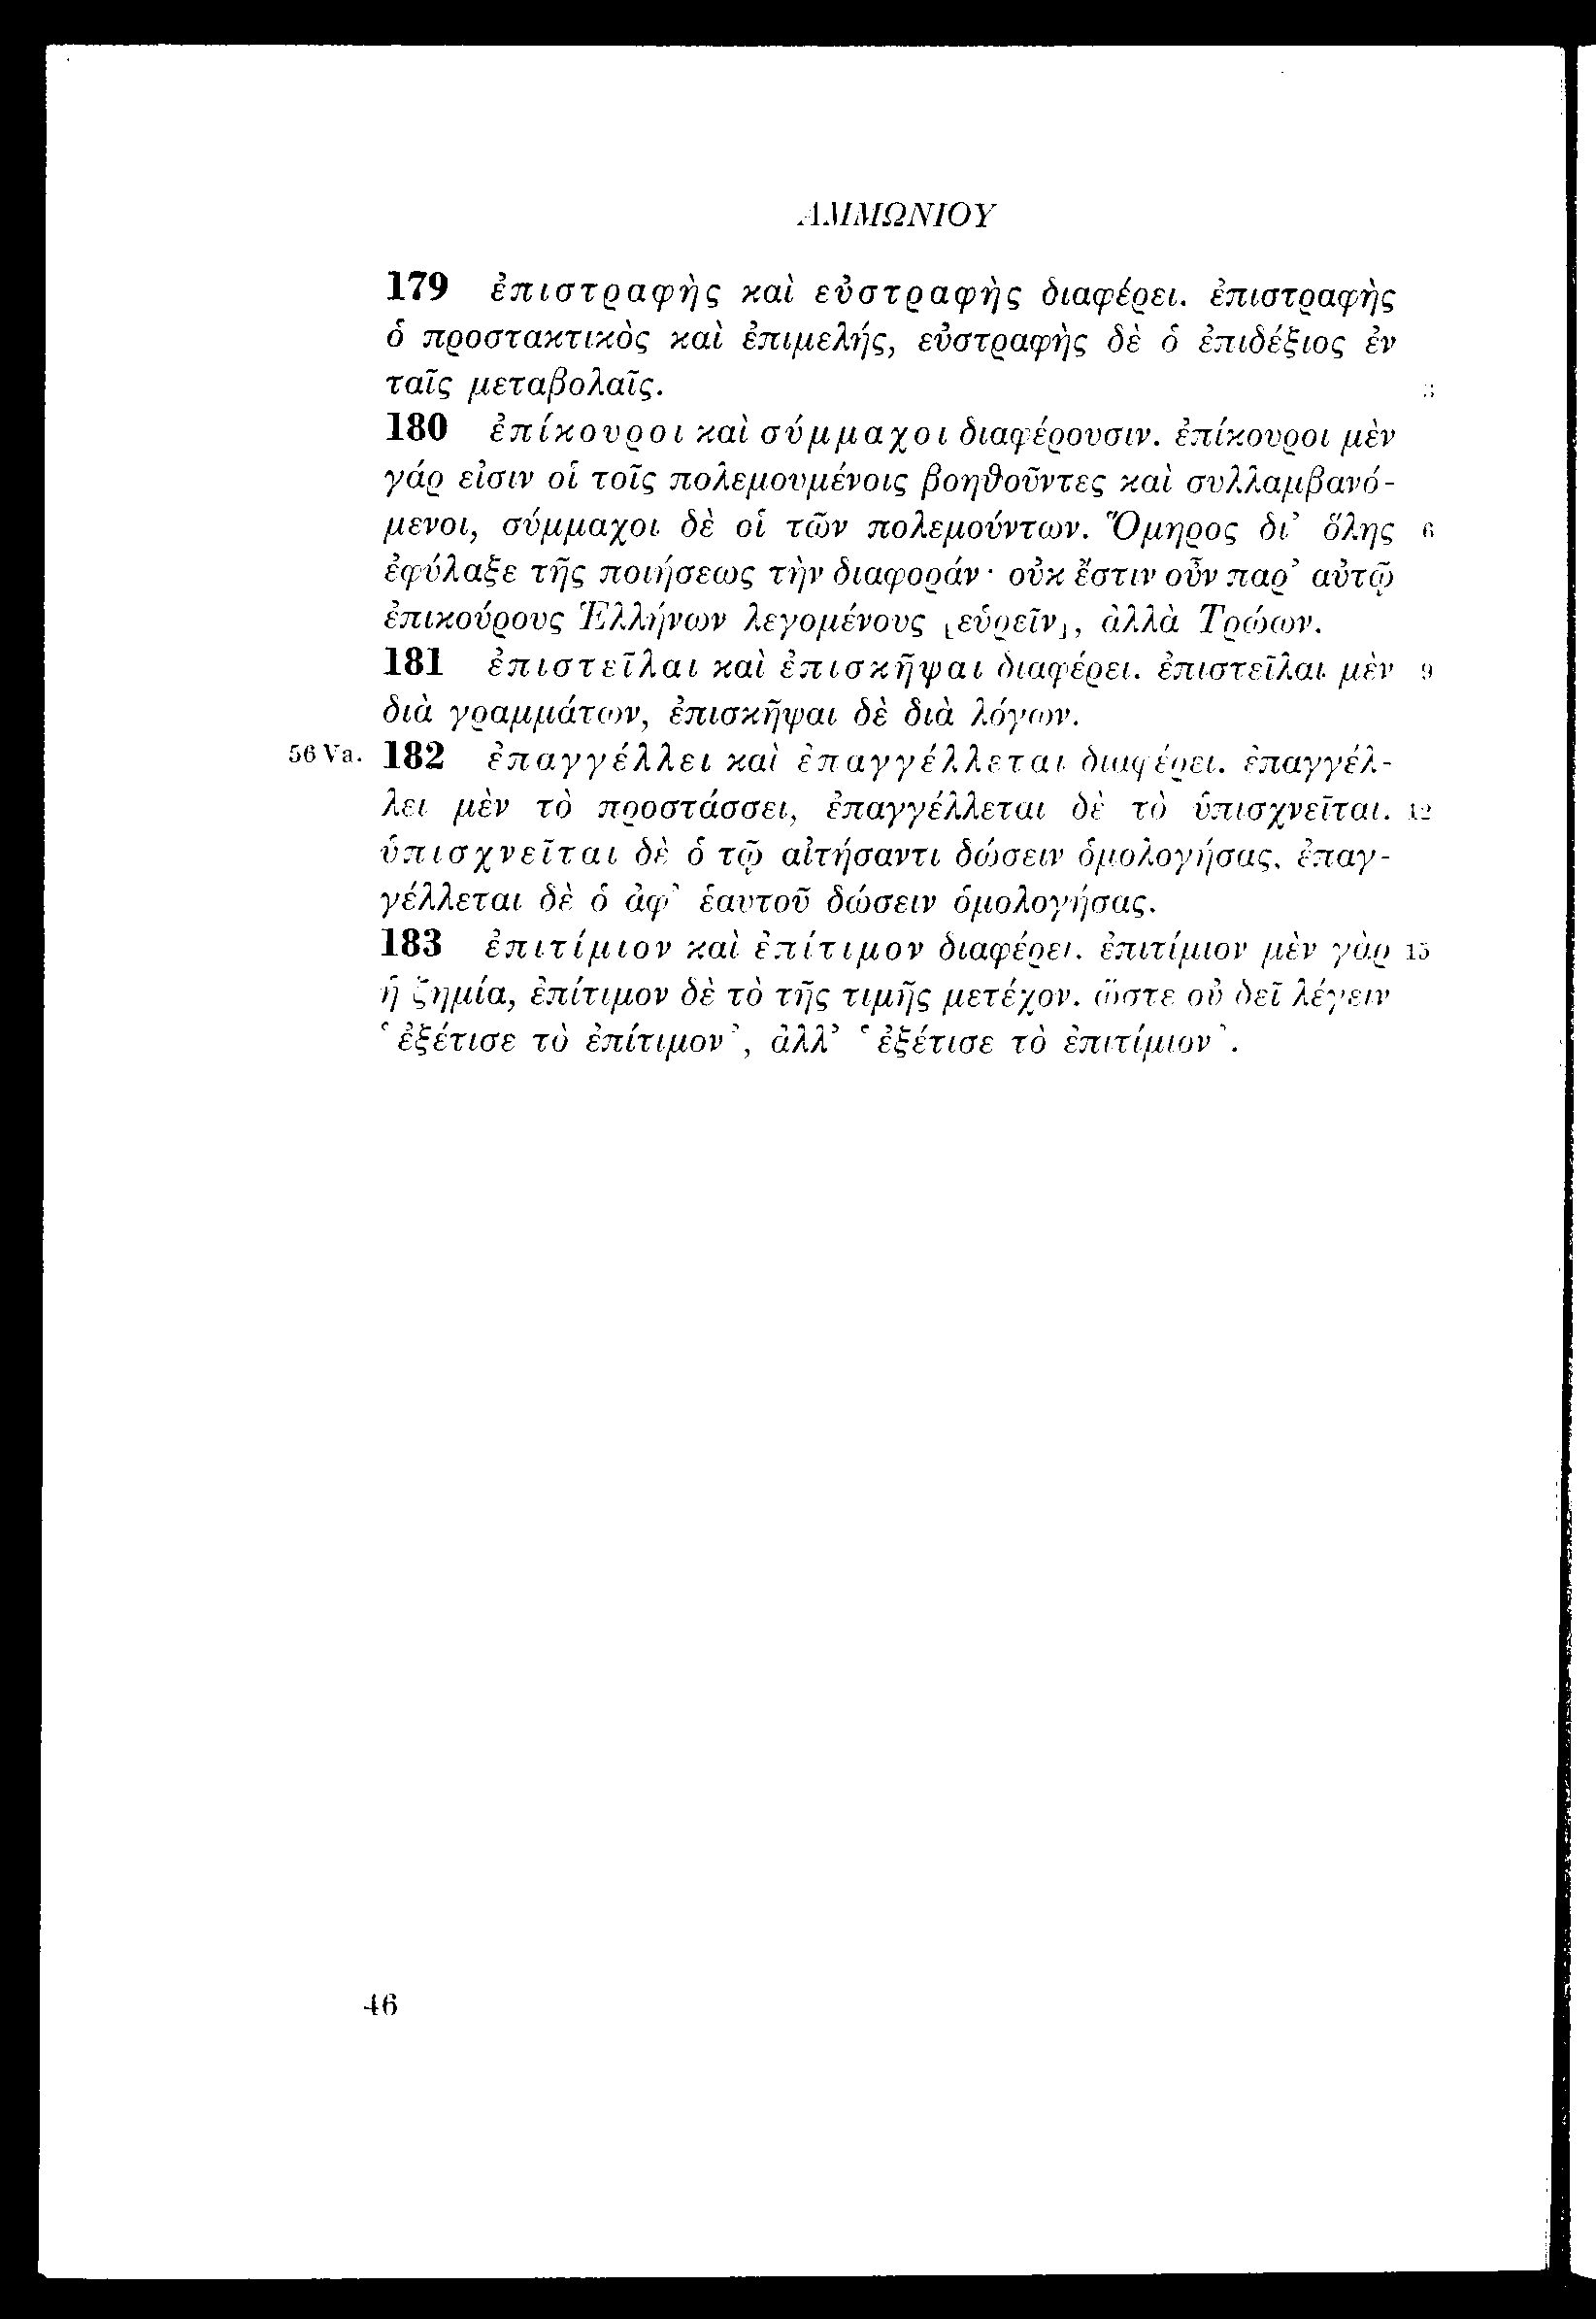 ΑΜΜΩΝΙΟΥ
179 ἐπιστραφὴς καὶ εὐστραφὴς διαφέρει. ἐπιστραφὴς
ὁ προστακτικὸς καὶ ἐπιμελής, εὐστραφὴς δὲ ὁ ἐπιδέξιος ἐν
ταῖς μεταβολαῖς. 3
180 ἐπίκουροι καὶ σύμμαχοι διαφέρουσιν. ἐπίκουροι μὲν
γάρ εἰσιν οἱ τοῖς πολεμουμένοις βοηθοῦντες καὶ συλλαμβανό-
μενοι, σύμμαχοι δὲ οἱ τῶν πολεμούντων. Ὅμηρος δι’ ὅλης 6
ἐφύλαξε τῆς ποιήσεως τὴν διαφοράν· οὐκ ἔστιν οὖν παρ’ αὐτῷ
ἐπικούρους Ἑλλήνων λεγομένους ⌊εὑρεῖν⌋, ἀλλὰ Τρώων.
181 ἐπιστεῖλαι καὶ ἐπισκῆψαι διαφέρει. ἐπιστεῖλαι μὲν 9
διὰ γραμμάτων, ἐπισκῆψαι δὲ διὰ λόγων.
56 Va. 182 ἐπαγγέλλει καὶ ἐπαγγέλλεται διαφέρει. ἐπαγγέλ-
λει μὲν τὸ προστάσσει, ἐπαγγέλλεται δὲ τὸ ὑπισχνεῖται. 12
ὑπισχνεῖται δὲ ὁ τῷ αἰτήσαντι δώσειν ὁμολογήσας, ἐπαγ-
γέλλεται δὲ ὁ ἀφ’ ἑαυτοῦ δώσειν ὁμολογήσας.
183 ἐπιτίμιον καὶ ἐπίτιμον διαφέρει. ἐπιτίμιον μὲν γὰρ 15
ἡ ζημία, ἐπίτιμον δὲ τὸ τῆς τιμῆς μετέχον. ὥστε οὐ δεῖ λέγειν
‘ἐξέτισε τὸ ἐπίτιμον’, ἀλλ’ ‘ἐξέτισε τὸ ἐπιτίμιον’.
46